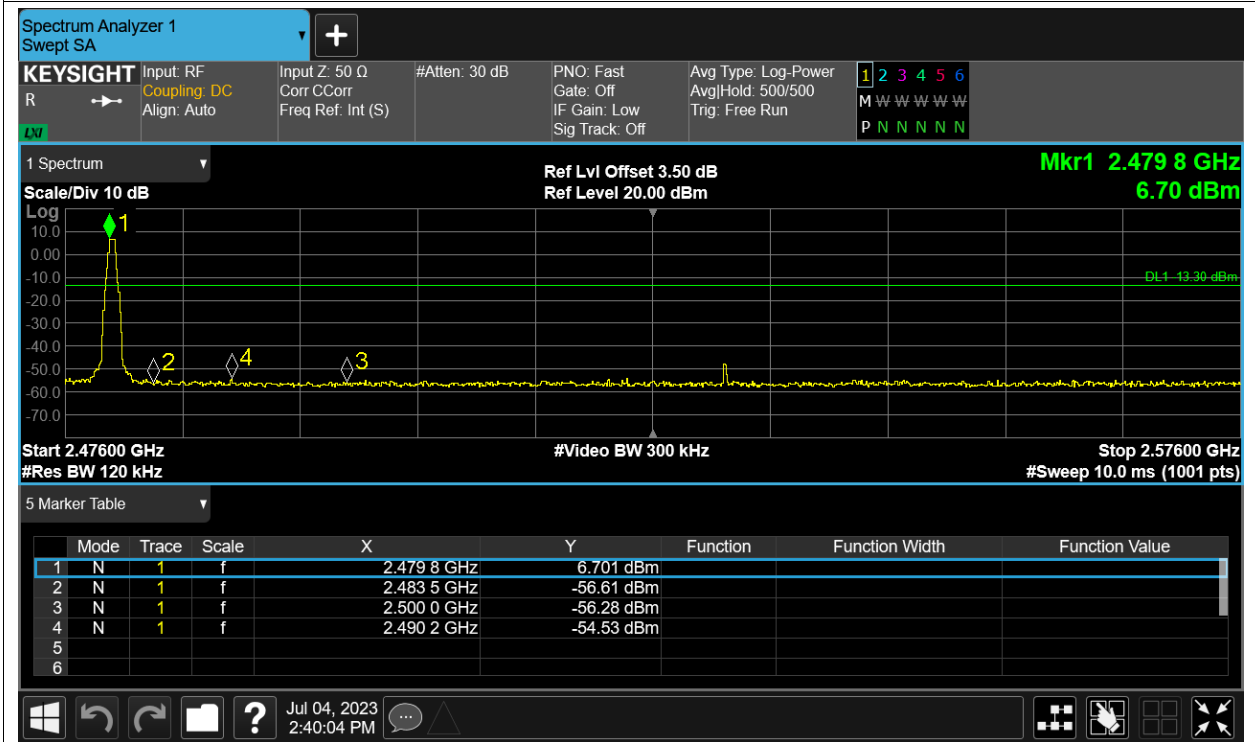 Spectrum Analyzer 1
Swept SA
+
KEYSIGHT Input: RF Input Z: 50 Ω #Atten: 30 dB PNO: Fast Avg Type: Log-Power 1 2 3 4 5 6
R Coupling: DC Corr CCorr Gate: Off Avg|Hold: 500/500 M W W W W W
Align: Auto Freq Ref: Int (S) IF Gain: Low Trig: Free Run
LXI Sig Track: Off P N N N N N
1 Spectrum Ref Lvl Offset 3.50 dB Mkr1 2.479 8 GHz
Scale/Div 10 dB Ref Level 20.00 dBm 6.70 dBm
Log
1
10.0
0.00
-10.0 DL1 -13.30 dBm
-20.0
-30.0
-40.0
2 4 3
-50.0
-60.0
-70.0
Start 2.47600 GHz #Video BW 300 kHz Stop 2.57600 GHz
#Res BW 120 kHz #Sweep 10.0 ms (1001 pts)
5 Marker Table
Mode Trace Scale X Y Function Function Width Function Value
1 N 1 f 2.479 8 GHz 6.701 dBm
2 N 1 f 2.483 5 GHz -56.61 dBm
3 N 1 f 2.500 0 GHz -56.28 dBm
4 N 1 f 2.490 2 GHz -54.53 dBm
5
6
? Jul 04, 2023
2:40:04 PM